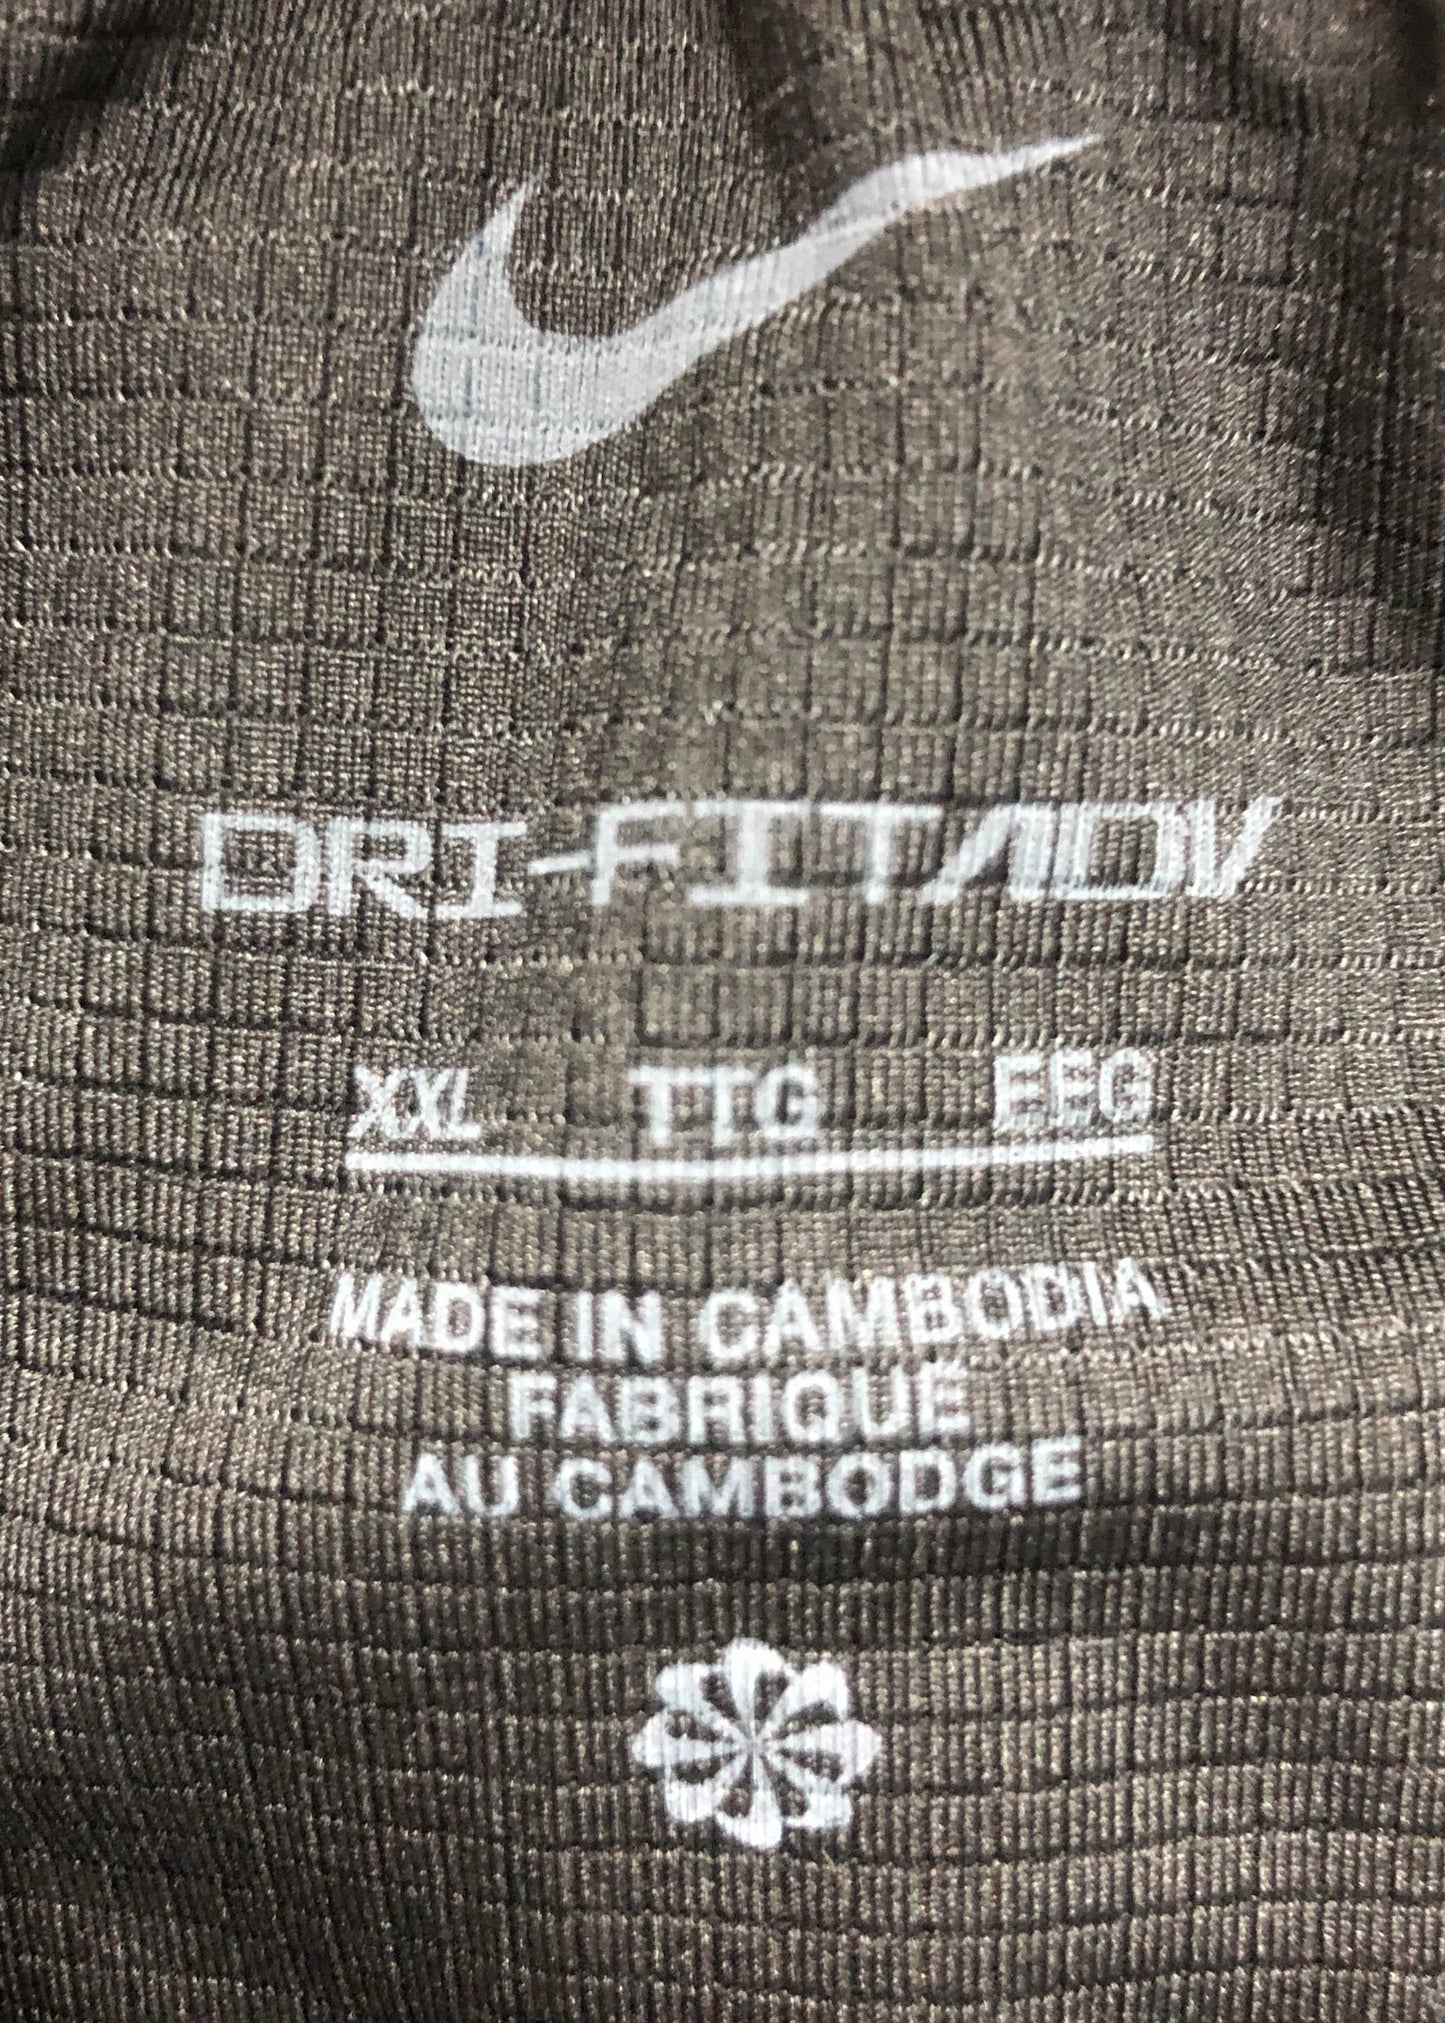 DRI-FIT ADV
XXL TTG EEG
MADE IN CAMBODIA
FABRIQUÉ
AU CAMBODGE